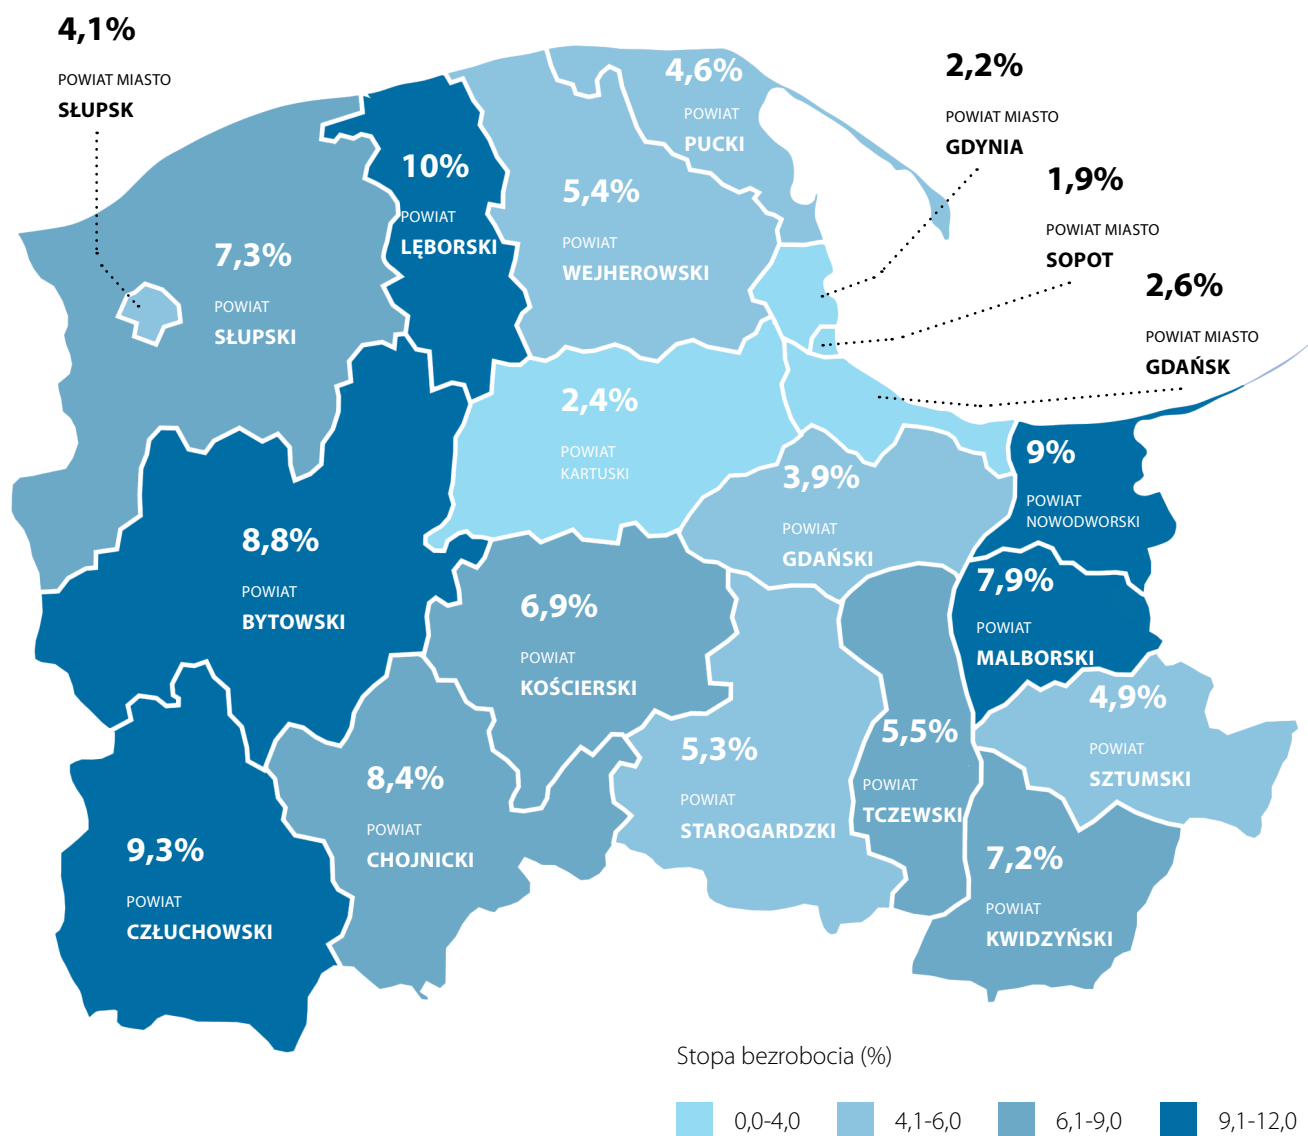 4,1%
POWIAT MIASTO
SŁUPSK
4,6%
POWIAT
PUCKI
2,2%
POWIAT MIASTO
GDYNIA
10%
POWIAT
LĘBORSKI
5,4%
POWIAT
WEJHEROWSKI
1,9%
POWIAT MIASTO
SOPOT
7,3%
POWIAT
SŁUPSKI
2,6%
POWIAT MIASTO
GDAŃSK
2,4%
POWIAT
KARTUSKI
3,9%
POWIAT
GDAŃSKI
9%
POWIAT
NOWODWORSKI
8,8%
POWIAT
BYTOWSKI
6,9%
POWIAT
KOŚCIERSKI
7,9%
POWIAT
MALBORSKI
4,9%
POWIAT
SZTUMSKI
5,3%
POWIAT
STAROGARDZKI
5,5%
POWIAT
TCZEWSKI
8,4%
POWIAT
CHOJNICKI
9,3%
POWIAT
CZŁUCHOWSKI
7,2%
POWIAT
KWIDZYŃSKI
Stopa bezrobocia (%)
0,0-4,0
4,1-6,0
6,1-9,0
9,1-12,0